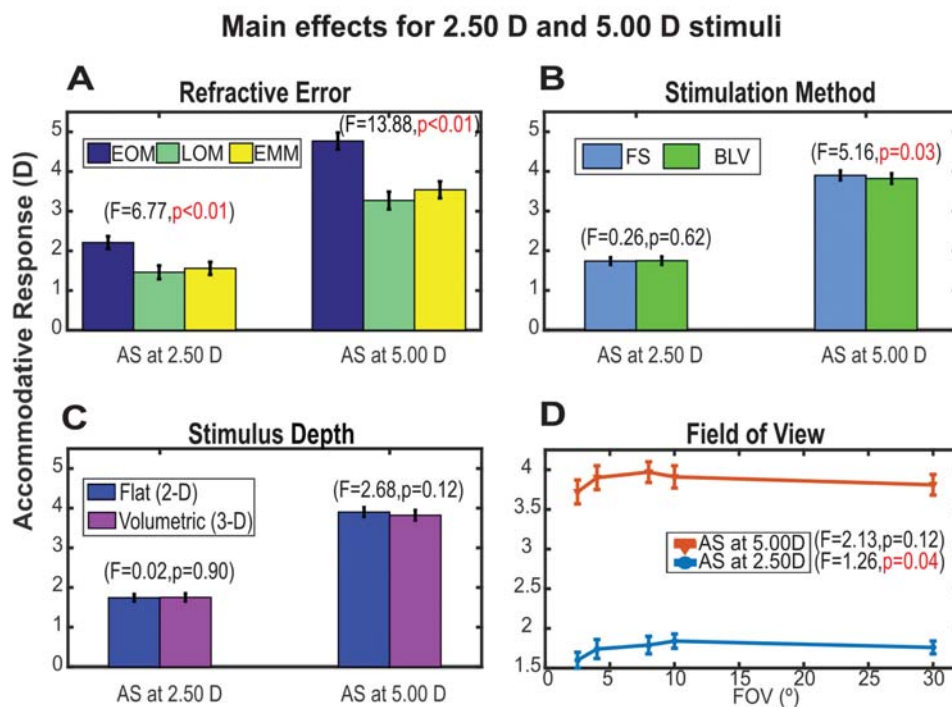 Main effects for 2.50 D and 5.00 D stimuli
Accommodative Response (D)
A
Refractive Error
5
4
3
2
1
0
EOM LOM EMM
(F=13.88,p<0.01)
(F=6.77,p<0.01)
AS at 2.50 D AS at 5.00 D
B
Stimulation Method
5
4
3
2
1
0
FS BLV
(F=5.16,p=0.03)
(F=0.26,p=0.62)
AS at 2.50 D AS at 5.00 D
C
Stimulus Depth
5
4
3
2
1
0
Flat (2-D)
Volumetric (3-D)
(F=2.68,p=0.12)
(F=0.02,p=0.90)
AS at 2.50 D AS at 5.00 D
D
Field of View
4
3.5
2
1.5
AS at 5.00D (F=2.13,p=0.12)
AS at 2.50D (F=1.26,p=0.04)
0 5 10 15 20 25 30
FOV (º)